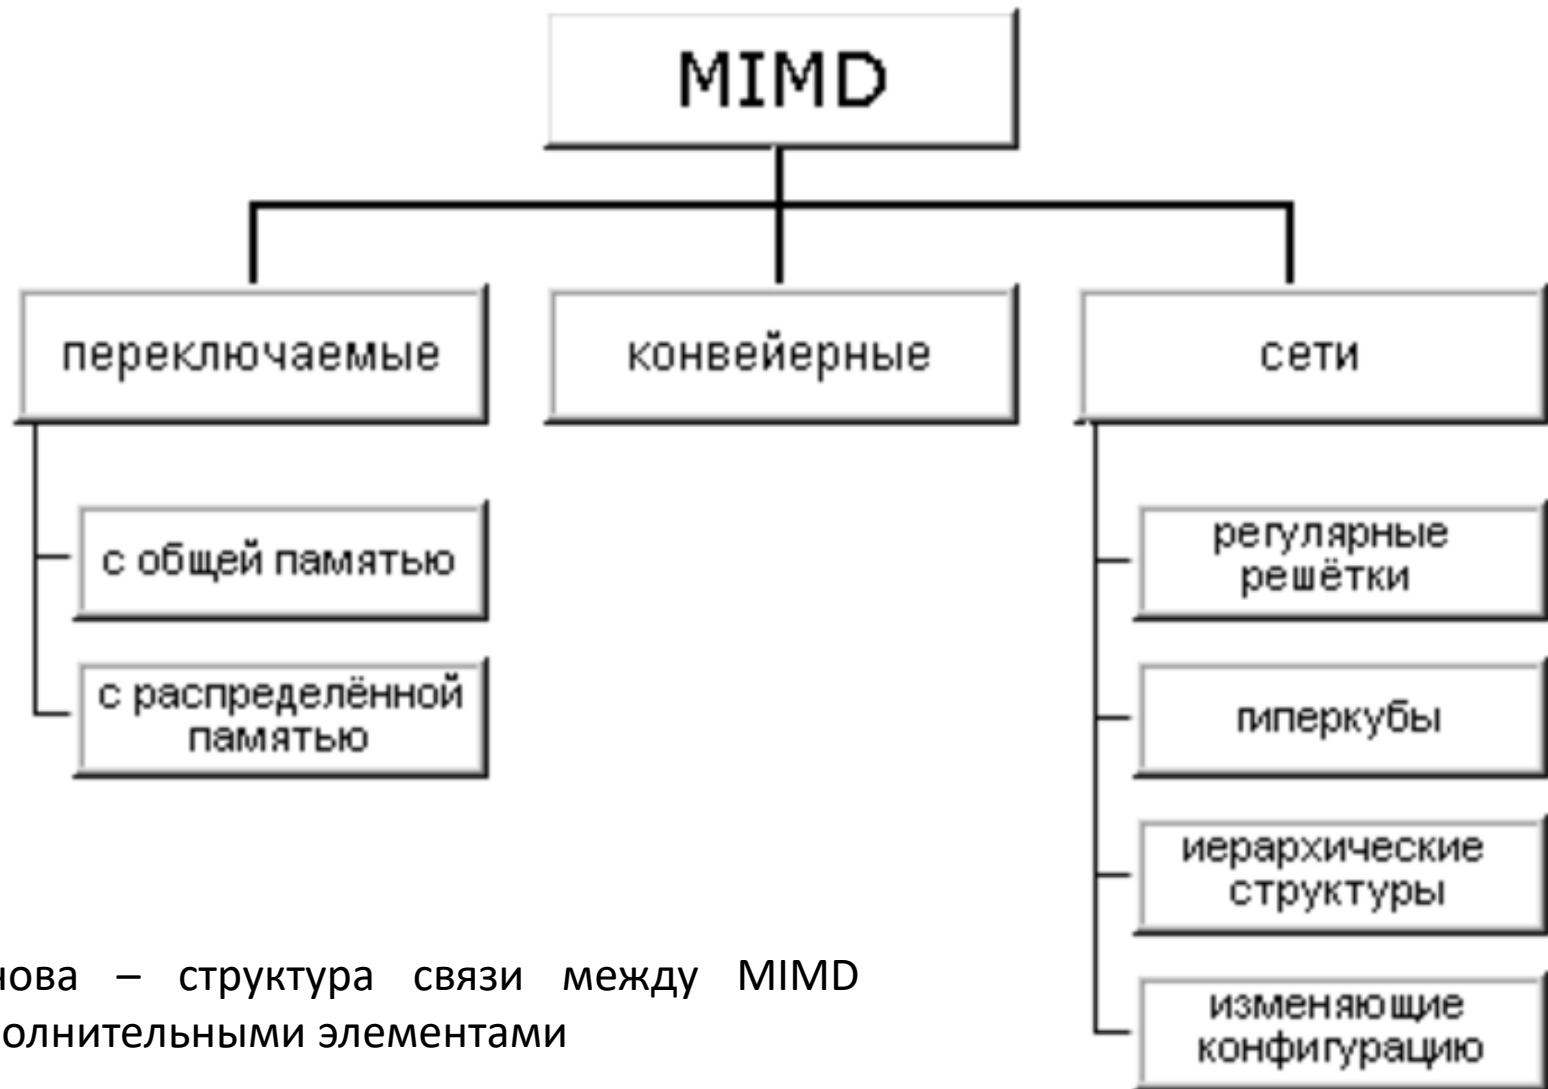 MIMD
переключаемые
конвейерные
сети
с общей памятью
с распределённой
памятью
регулярные
решётки
гиперкубы
иерархические
структуры
изменяющие
конфигурацию
– структура связи между MIMD
элементами